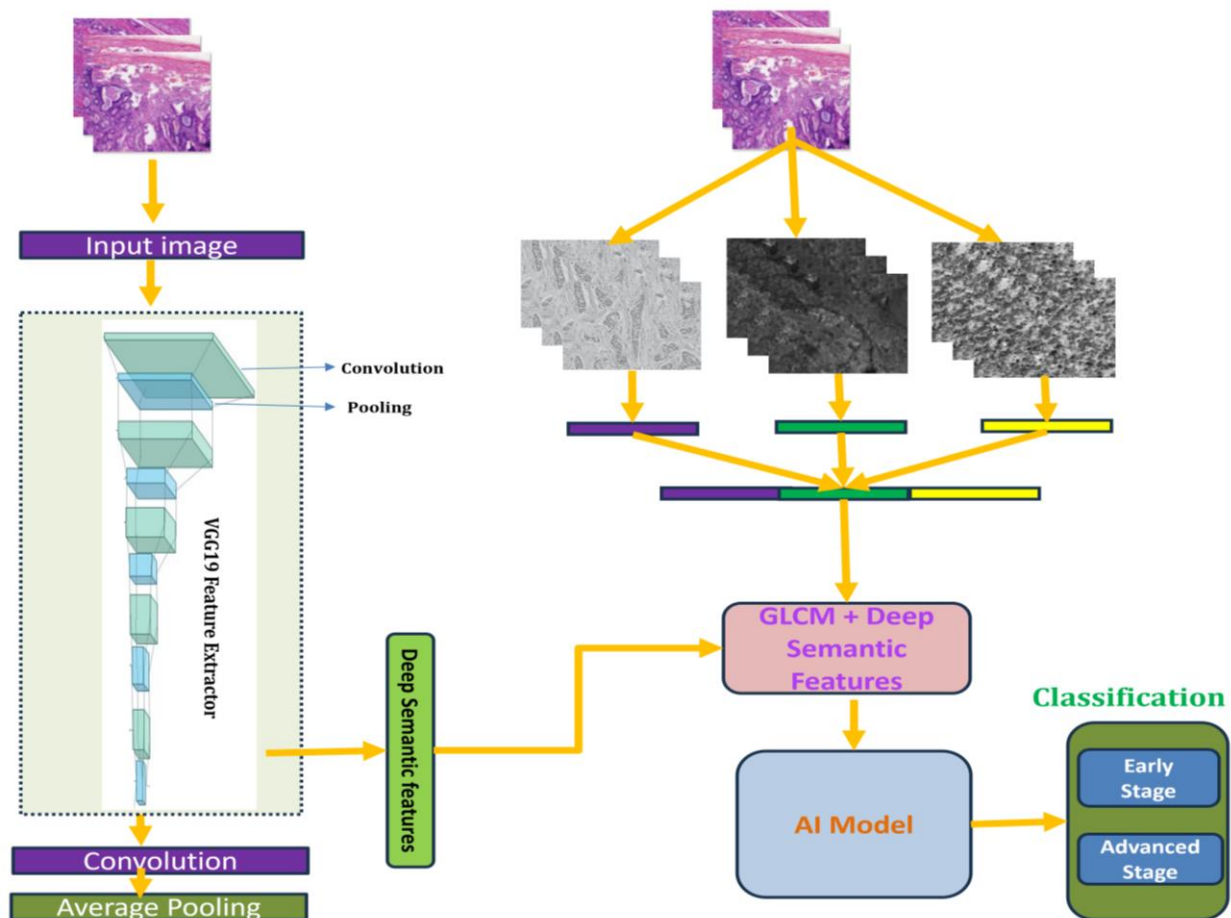 Input image
Convolution
Pooling
VGG19 Feature Extractor
Deep Semantic features
Convolution
Average Pooling
GLCM + Deep
Semantic
Features
AI Model
Classification
Early
Stage
Advanced
Stage